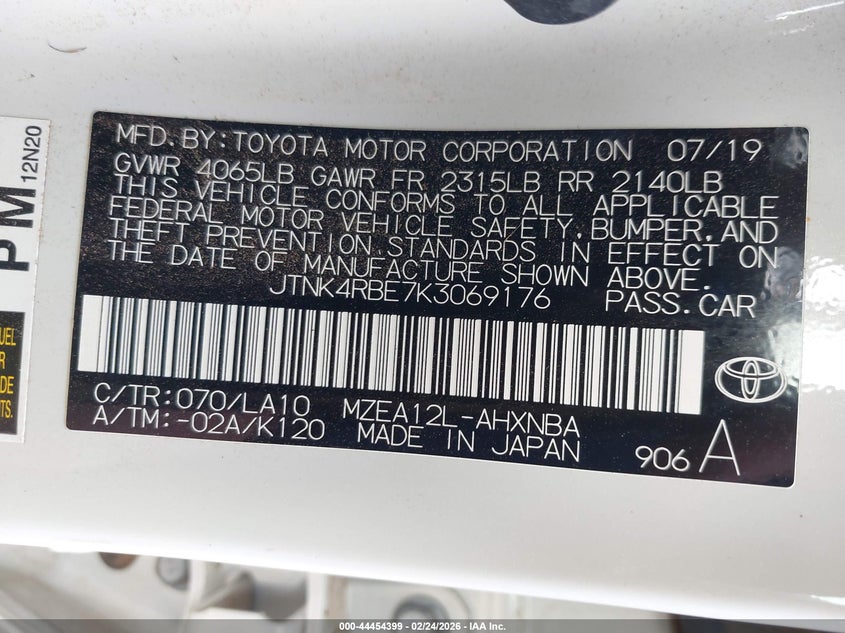 12N20
PM
MFD.BY:TOYOTA MOTOR CORPORATION 07/19
GVWR 4065LB GAWR FR 2315LB RR 2140LB
THIS VEHICLE CONFORMS TO ALL APPLICABLE
FEDERAL MOTOR VEHICLE SAFETY,BUMPER,AND
THEFT PREVENTION STANDARDS IN EFFECT ON
THE DATE OF MANUFACTURE SHOWN ABOVE.
JTNK4RBE7K3069176 PASS.CAR
C/TR:070/LA10 MZEA12L-AHXNBA
A/TM:-02A/K120 MADE IN JAPAN
906 A
000-44454399 - 02/24/2026 - IAA Inc.